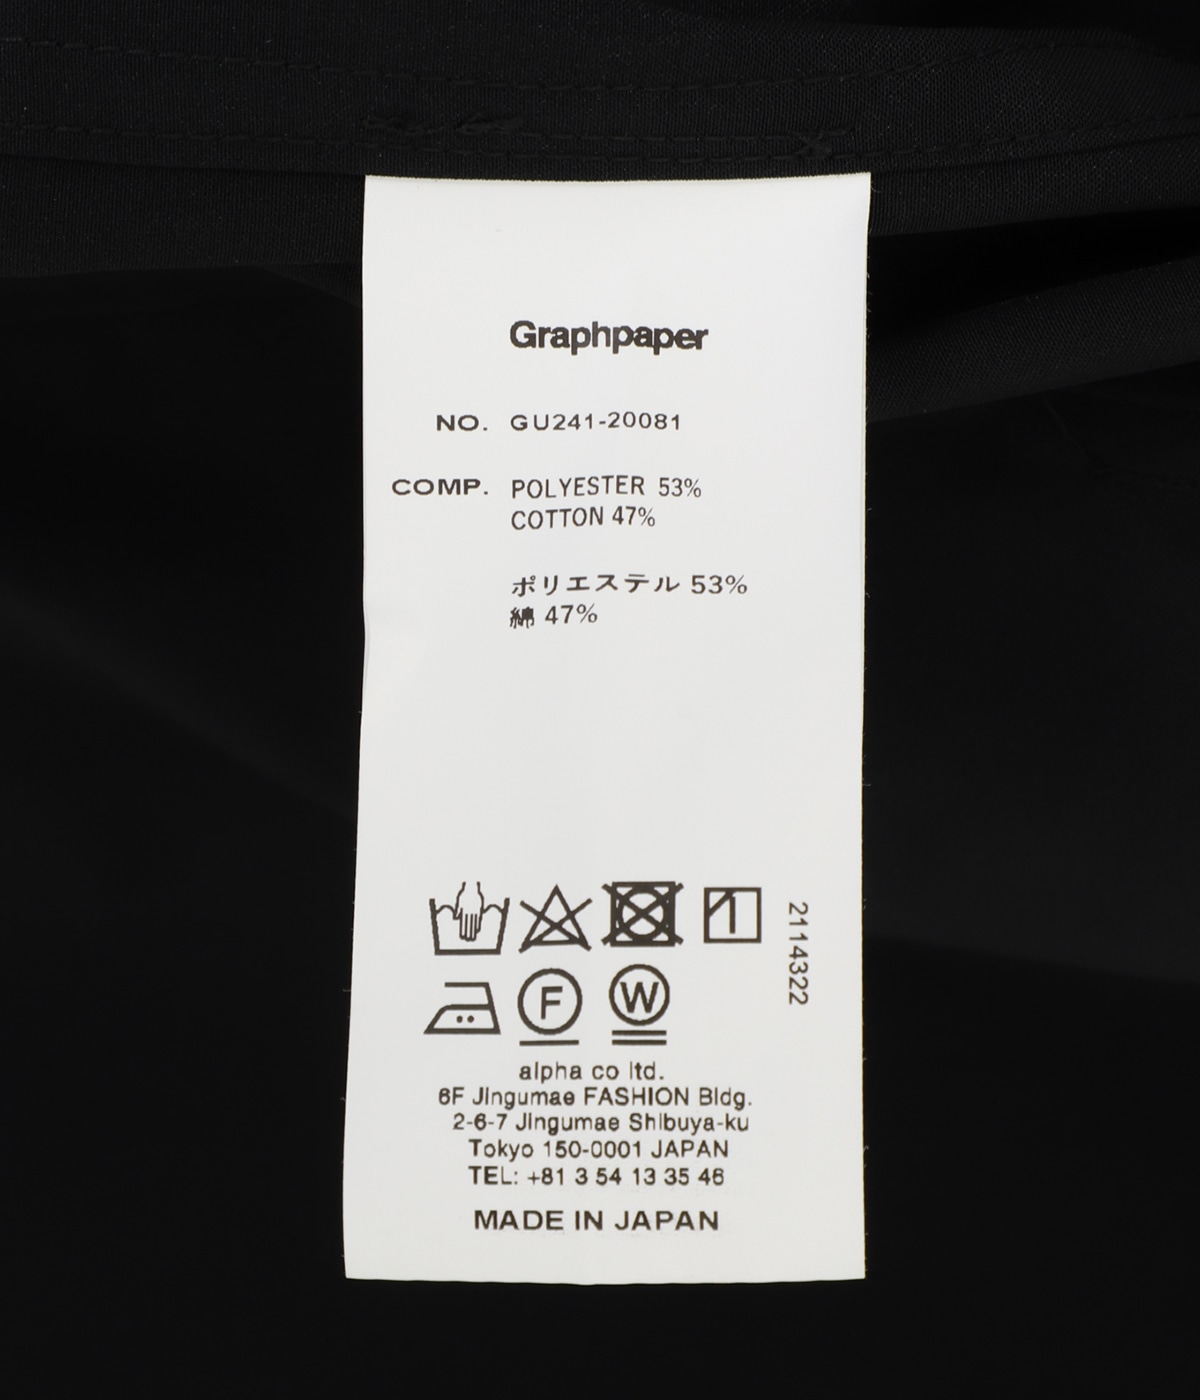 Graphpaper
NO. GU241-20081
COMP. POLYESTER 53%
COTTON 47%
ポリエステル 53%
綿 47%
1
2114322
F
W
alpha co ltd.
6F Jingumae FASHION Bldg.
2-6-7 Jingumae Shibuya-ku
Tokyo 150-0001 JAPAN
TEL: +81 3 54 13 35 46
MADE IN JAPAN